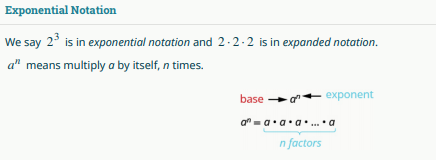 Exponential Notation
We say 2³ is in exponential notation and 2 · 2 · 2 is in expanded notation.
aⁿ means multiply a by itself, n times.
base → aⁿ ← exponent
aⁿ = a • a • a • ... • a
n factors